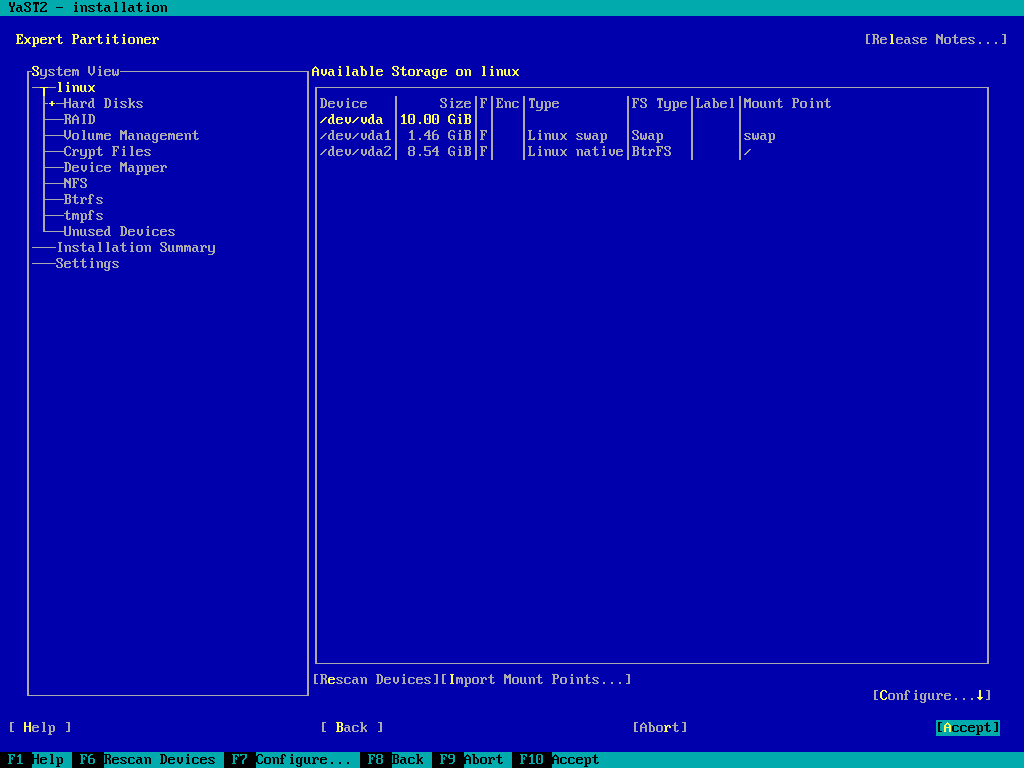 YaST2 - installation
Expert Partitioner [Release Notes...]
System View Available Storage on linux
linux
+-Hard Disks Device | Size|F|Enc|Type |FS Type|Label|Mount Point
RAID /dev/vda |10.00 GiB| | | | | |
Volume Management /dev/vda1| 1.46 GiB|F| |Linux swap |Swap | |swap
Crypt Files /dev/vda2| 8.54 GiB|F| |Linux native|BtrFS | |/
Device Mapper
NFS
Btrfs
tmpfs
Unused Devices
Installation Summary
Settings
[Rescan Devices][Import Mount Points...]
[Configure...↓]
[ Help ] [ Back ] [Abort] [Accept]
F1 Help F6 Rescan Devices F7 Configure... F8 Back F9 Abort F10 Accept